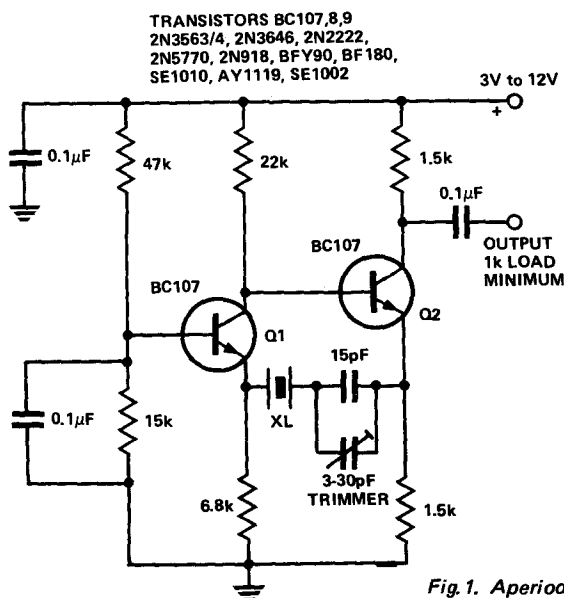 TRANSISTORS BC107,8,9
2N3563/4, 2N3646, 2N2222,
2N5770, 2N918, BFY90, BF180,
SE1010, AY1119, SE1002
3V to 12V
+
0.1µF
47k
22k
1.5k
0.1µF
OUTPUT
1k LOAD
MINIMUM
BC107
BC107
Q1
Q2
15pF
XL
0.1µF
15k
3-30pF
TRIMMER
6.8k
1.5k
Fig. 1. Aperiod